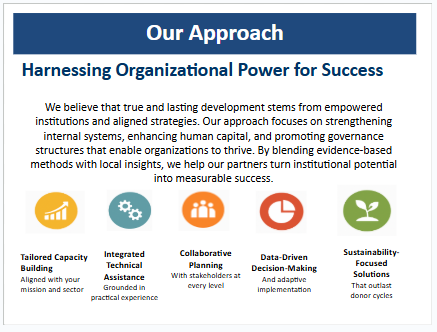 Our Approach
Harnessing Organizational Power for Success
We believe that true and lasting development stems from empowered
institutions and aligned strategies. Our approach focuses on strengthening
internal systems, enhancing human capital, and promoting governance
structures that enable organizations to thrive. By blending evidence-based
methods with local insights, we help our partners turn institutional potential
into measurable success.
Tailored Capacity
Building
Aligned with your
mission and sector
Integrated
Technical
Assistance
Grounded in
practical experience
Collaborative
Planning
With stakeholders at
every level
Data-Driven
Decision-Making
And adaptive
implementation
Sustainability-
Focused
Solutions
That outlast
donor cycles